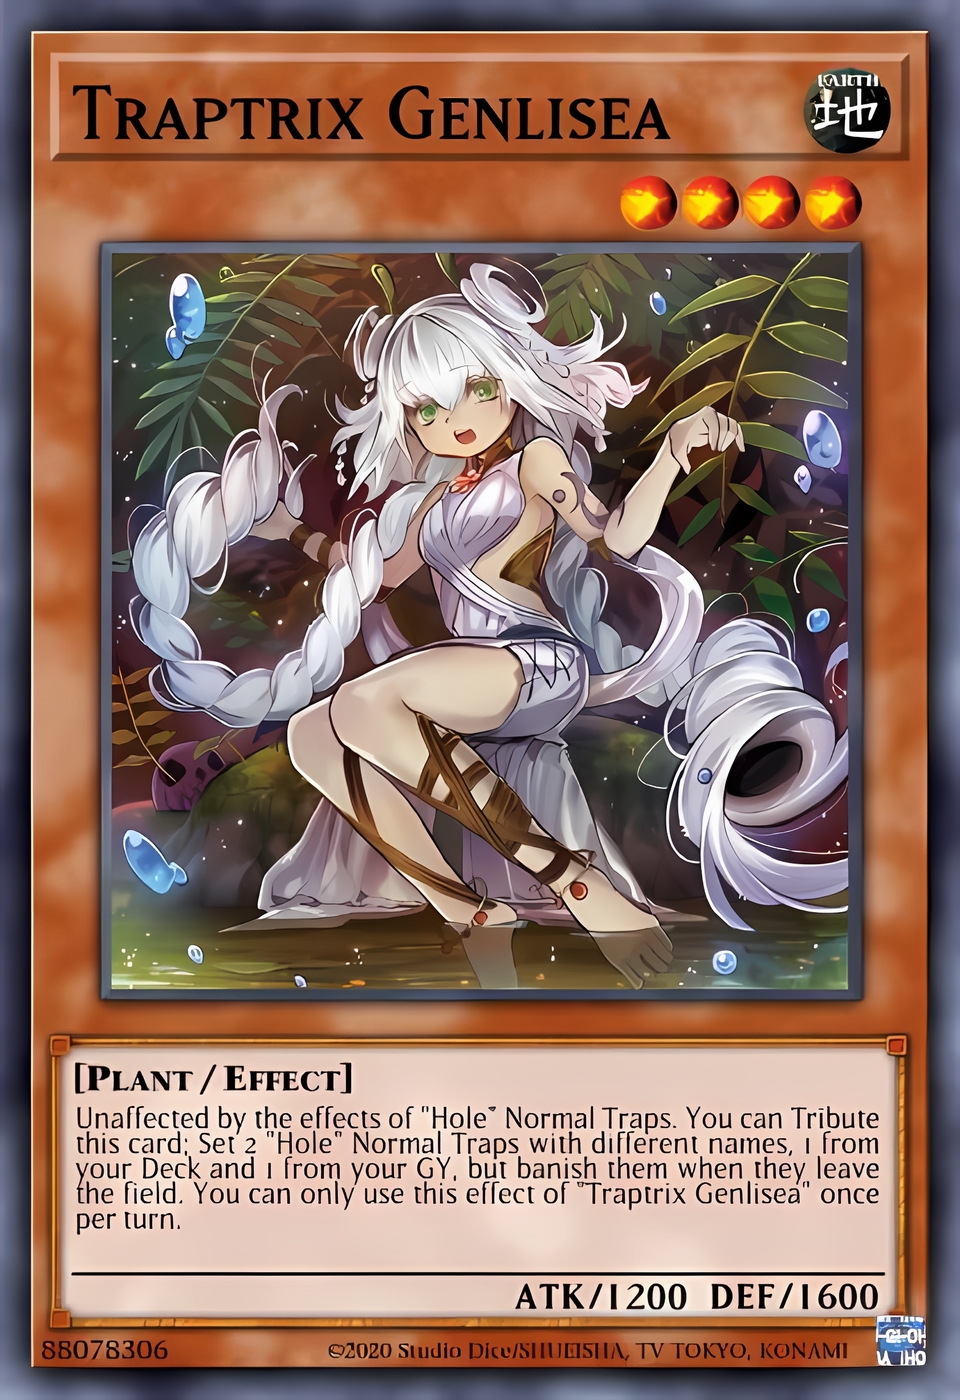 Traptrix Genlisea
EARTH
地
[Plant / Effect]
Unaffected by the effects of "Hole" Normal Traps. You can Tribute
this card; Set 2 "Hole" Normal Traps with different names, 1 from
your Deck and 1 from your GY, but banish them when they leave
the field. You can only use this effect of "Traptrix Genlisea" once
per turn.
ATK/1200 DEF/1600
88078306
©2020 Studio Dice/SHUEISHA, TV TOKYO, KONAMI